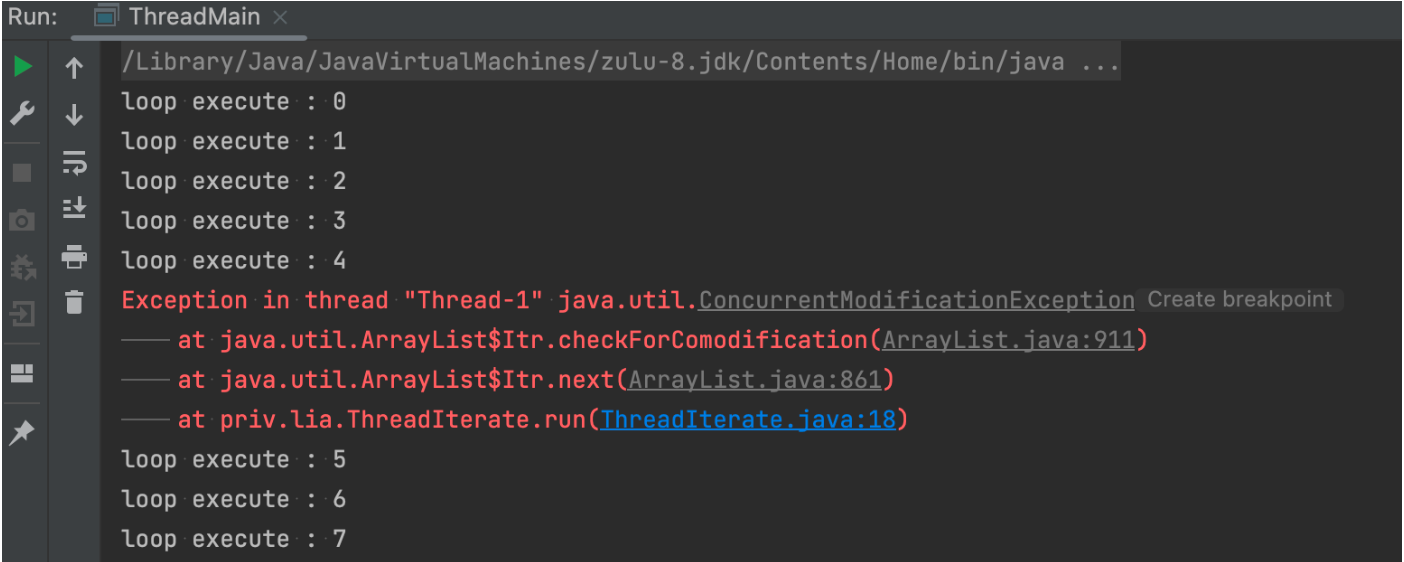 Run: ThreadMain ×
/Library/Java/JavaVirtualMachines/zulu-8.jdk/Contents/Home/bin/java ...
loop execute : 0
loop execute : 1
loop execute : 2
loop execute : 3
loop execute : 4
Exception in thread "Thread-1" java.util.ConcurrentModificationException Create breakpoint
at java.util.ArrayList$Itr.checkForComodification(ArrayList.java:911)
at java.util.ArrayList$Itr.next(ArrayList.java:861)
at priv.lia.ThreadIterate.run(ThreadIterate.java:18)
loop execute : 5
loop execute : 6
loop execute : 7